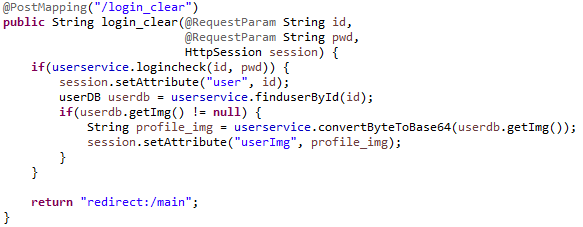 @PostMapping("/login_clear")
public String login_clear(@RequestParam String id,
@RequestParam String pwd,
HttpSession session) {
if(userservice.logincheck(id, pwd)) {
session.setAttribute("user", id);
userDB userdb = userservice.finduserById(id);
if(userdb.getImg() != null) {
String profile_img = userservice.convertByteToBase64(userdb.getImg());
session.setAttribute("userImg", profile_img);
}
}
return "redirect:/main";
}